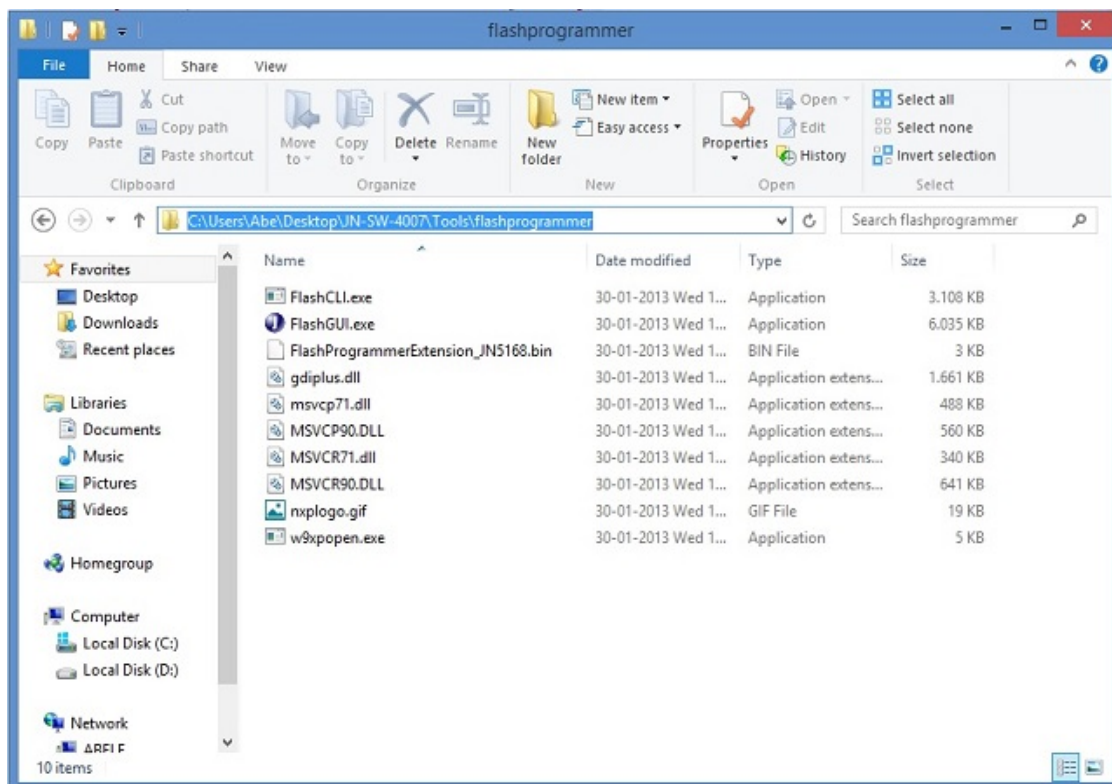 flashprogrammer
File Home Share View
Copy
Paste
Cut
Copy path
Paste shortcut
Clipboard
Move to
Copy to
Delete
Rename
Organize
New folder
New item
Easy access
New
Properties
Open
Edit
History
Open
Select all
Select none
Invert selection
Select
C:\Users\Abe\Desktop\JN-SW-4007\Tools\flashprogrammer
Search flashprogrammer
Favorites
Desktop
Downloads
Recent places
Libraries
Documents
Music
Pictures
Videos
Homegroup
Computer
Local Disk (C:)
Local Disk (D:)
Network
Name Date modified Type Size
FlashCLI.exe 30-01-2013 Wed 1... Application 3.108 KB
FlashGUI.exe 30-01-2013 Wed 1... Application 6.035 KB
FlashProgrammerExtension_JN5168.bin 30-01-2013 Wed 1... BIN File 3 KB
gdiplus.dll 30-01-2013 Wed 1... Application extens... 1.661 KB
msvcp71.dll 30-01-2013 Wed 1... Application extens... 488 KB
MSVCP90.DLL 30-01-2013 Wed 1... Application extens... 560 KB
MSVCR71.dll 30-01-2013 Wed 1... Application extens... 340 KB
MSVCR90.DLL 30-01-2013 Wed 1... Application extens... 641 KB
nxplogo.gif 30-01-2013 Wed 1... GIF File 19 KB
w9xpopen.exe 30-01-2013 Wed 1... Application 5 KB
10 items